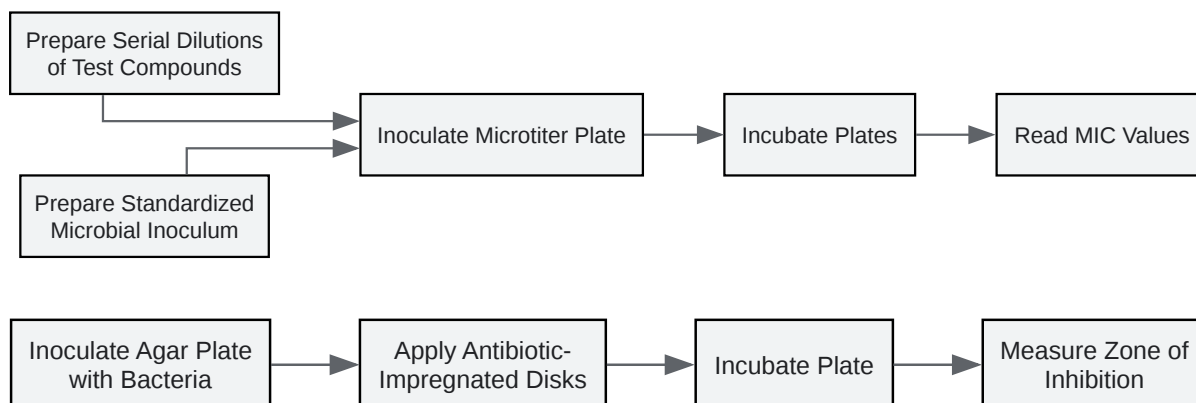 Prepare Serial Dilutions
of Test Compounds
Prepare Standardized
Microbial Inoculum
Inoculate Microtiter Plate
Incubate Plates
Read MIC Values
Inoculate Agar Plate
with Bacteria
Apply Antibiotic-
Impregnated Disks
Incubate Plate
Measure Zone of
Inhibition